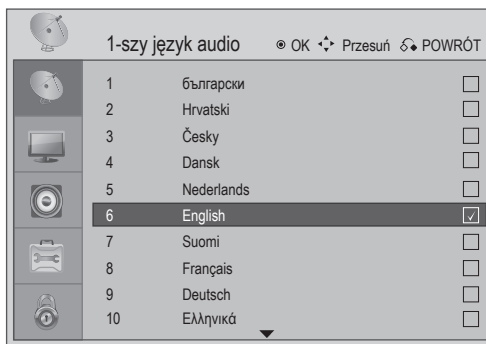 1-szy język audio OK Przesuń POWRÓT
1 български
2 Hrvatski
3 Česky
4 Dansk
5 Nederlands
6 English
7 Suomi
8 Français
9 Deutsch
10 Ελληνικά